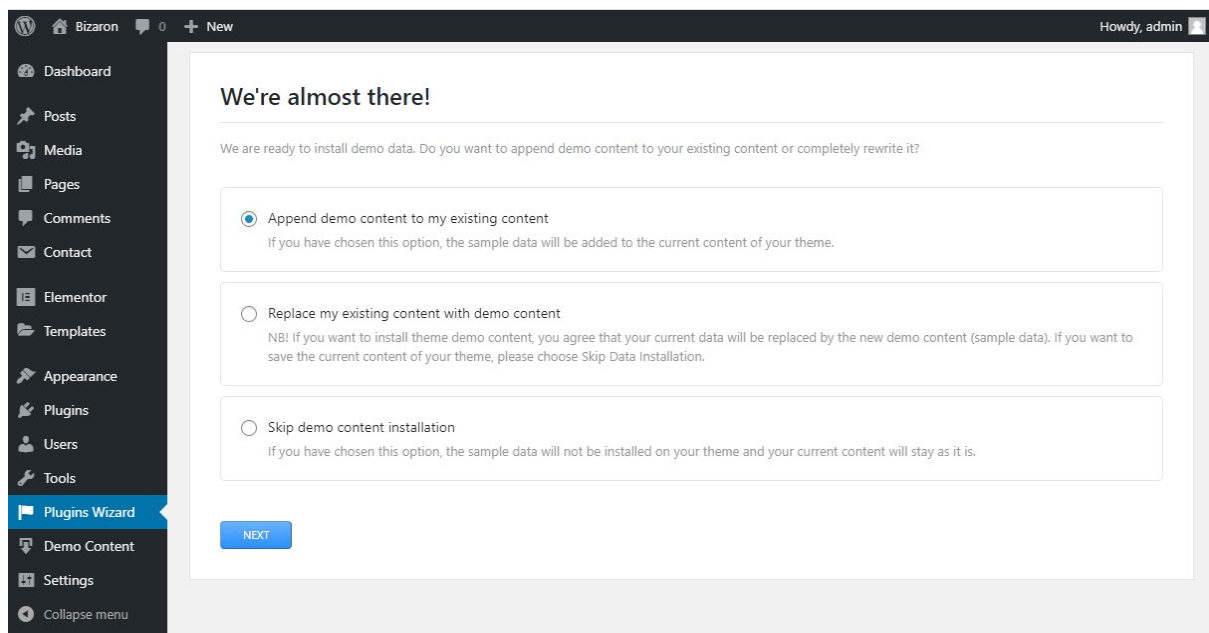 Bizaron 0 New Howdy, admin
Dashboard
Posts
Media
Pages
Comments
Contact
Elementor
Templates
Appearance
Plugins
Users
Tools
Plugins Wizard
Demo Content
Settings
Collapse menu
We're almost there!
We are ready to install demo data. Do you want to append demo content to your existing content or completely rewrite it?
Append demo content to my existing content
If you have chosen this option, the sample data will be added to the current content of your theme.
Replace my existing content with demo content
NB! If you want to install theme demo content, you agree that your current data will be replaced by the new demo content (sample data). If you want to
save the current content of your theme, please choose Skip Data Installation.
Skip demo content installation
If you have chosen this option, the sample data will not be installed on your theme and your current content will stay as it is.
NEXT